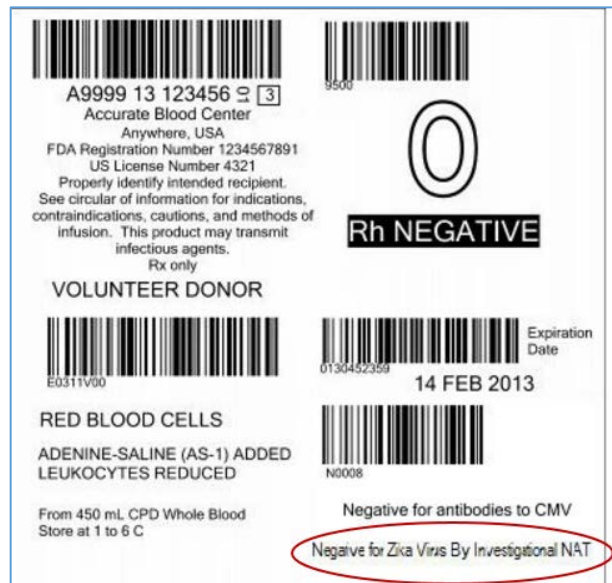 A9999 13 123456 10 3
Accurate Blood Center
Anywhere, USA
FDA Registration Number 1234567891
US License Number 4321
Properly identify intended recipient.
See circular of information for indications,
contraindications, cautions, and methods of
infusion. This product may transmit
infectious agents.
Rx only
VOLUNTEER DONOR
9500
O
Rh NEGATIVE
E0311V00
RED BLOOD CELLS
ADENINE-SALINE (AS-1) ADDED
LEUKOCYTES REDUCED
From 450 mL CPD Whole Blood
Store at 1 to 6 C
Expiration
Date
0130452359
14 FEB 2013
N0008
Negative for antibodies to CMV
Negaive for Zika Virus By Investigational NAT